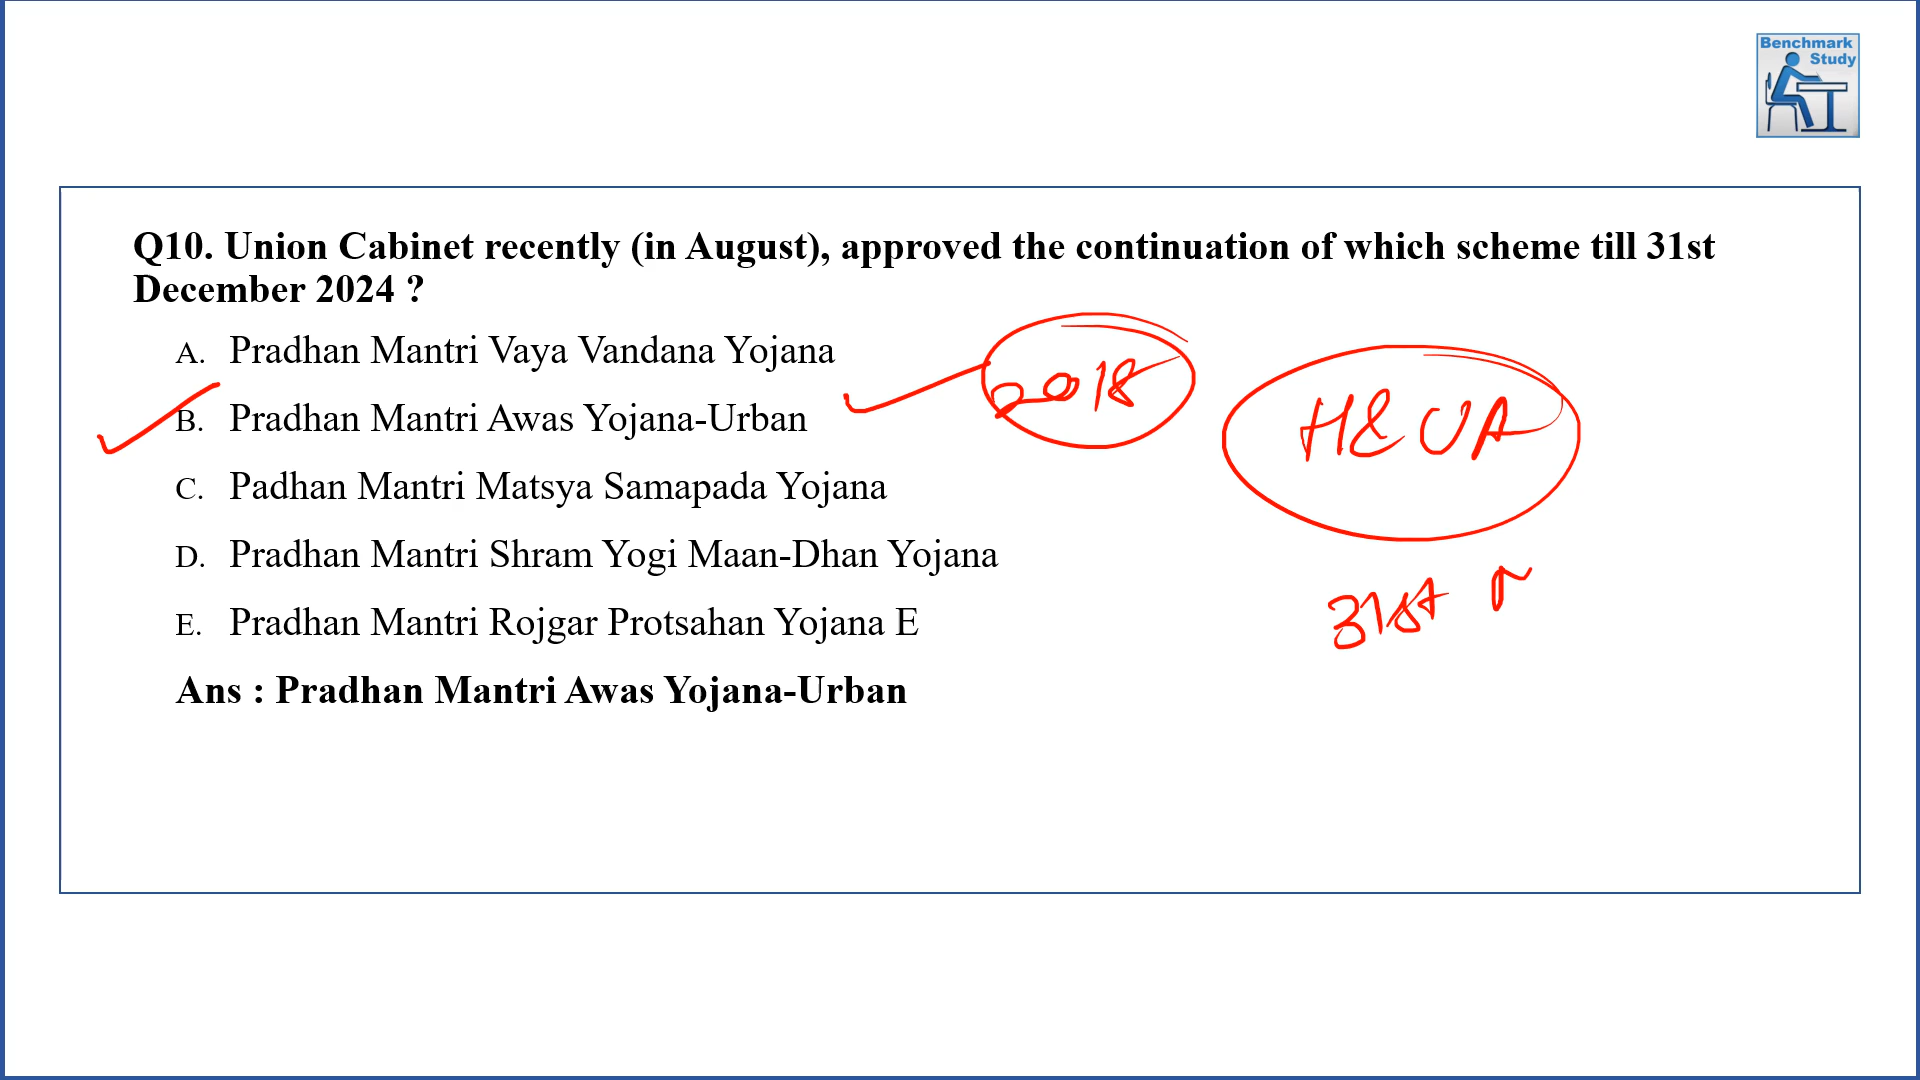 Benchmark
Study
Q10. Union Cabinet recently (in August), approved the continuation of which scheme till 31st
December 2024 ?
A. Pradhan Mantri Vaya Vandana Yojana
B. Pradhan Mantri Awas Yojana-Urban
2018
H& UA
C. Padhan Mantri Matsya Samapada Yojana
D. Pradhan Mantri Shram Yogi Maan-Dhan Yojana
31st
E. Pradhan Mantri Rojgar Protsahan Yojana E
Ans : Pradhan Mantri Awas Yojana-Urban